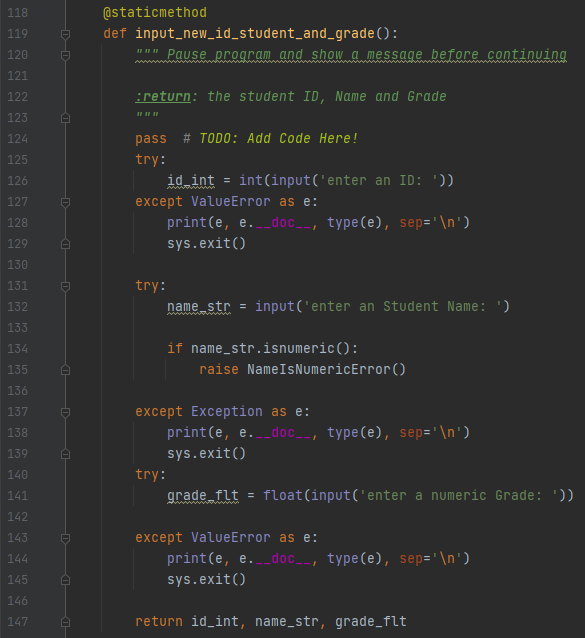 118 @staticmethod
119 def input_new_id_student_and_grade():
120 """ Pause program and show a message before continuing
121
122 :return: the student ID, Name and Grade
123 """
124 pass  # TODO: Add Code Here!
125 try:
126 id_int = int(input('enter an ID: '))
127 except ValueError as e:
128 print(e, e.__doc__, type(e), sep='\n')
129 sys.exit()
130
131 try:
132 name_str = input('enter an Student Name: ')
133
134 if name_str.isnumeric():
135 raise NameIsNumericError()
136
137 except Exception as e:
138 print(e, e.__doc__, type(e), sep='\n')
139 sys.exit()
140 try:
141 grade_flt = float(input('enter a numeric Grade: '))
142
143 except ValueError as e:
144 print(e, e.__doc__, type(e), sep='\n')
145 sys.exit()
146
147 return id_int, name_str, grade_flt